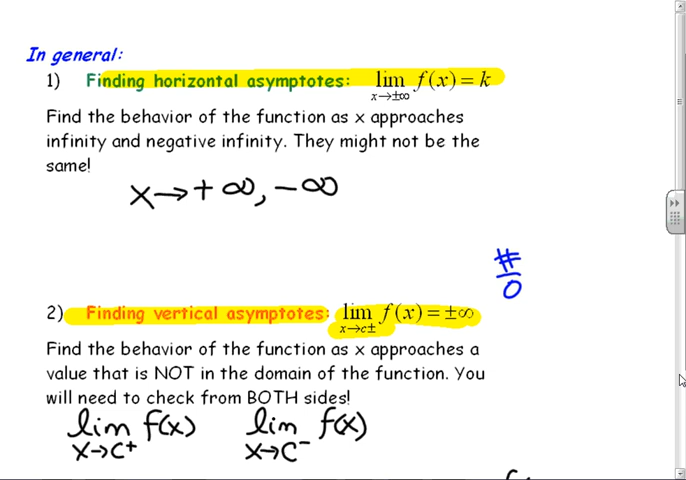 In general:
1) Finding horizontal asymptotes: lim f(x) = k
x→±∞
Find the behavior of the function as x approaches
infinity and negative infinity. They might not be the
same!
x→+∞, -∞
#
0
2) Finding vertical asymptotes: lim f(x) = ±∞
x→c±
Find the behavior of the function as x approaches a
value that is NOT in the domain of the function. You
will need to check from BOTH sides!
lim f(x) lim f(x)
x→c⁺ x→c⁻